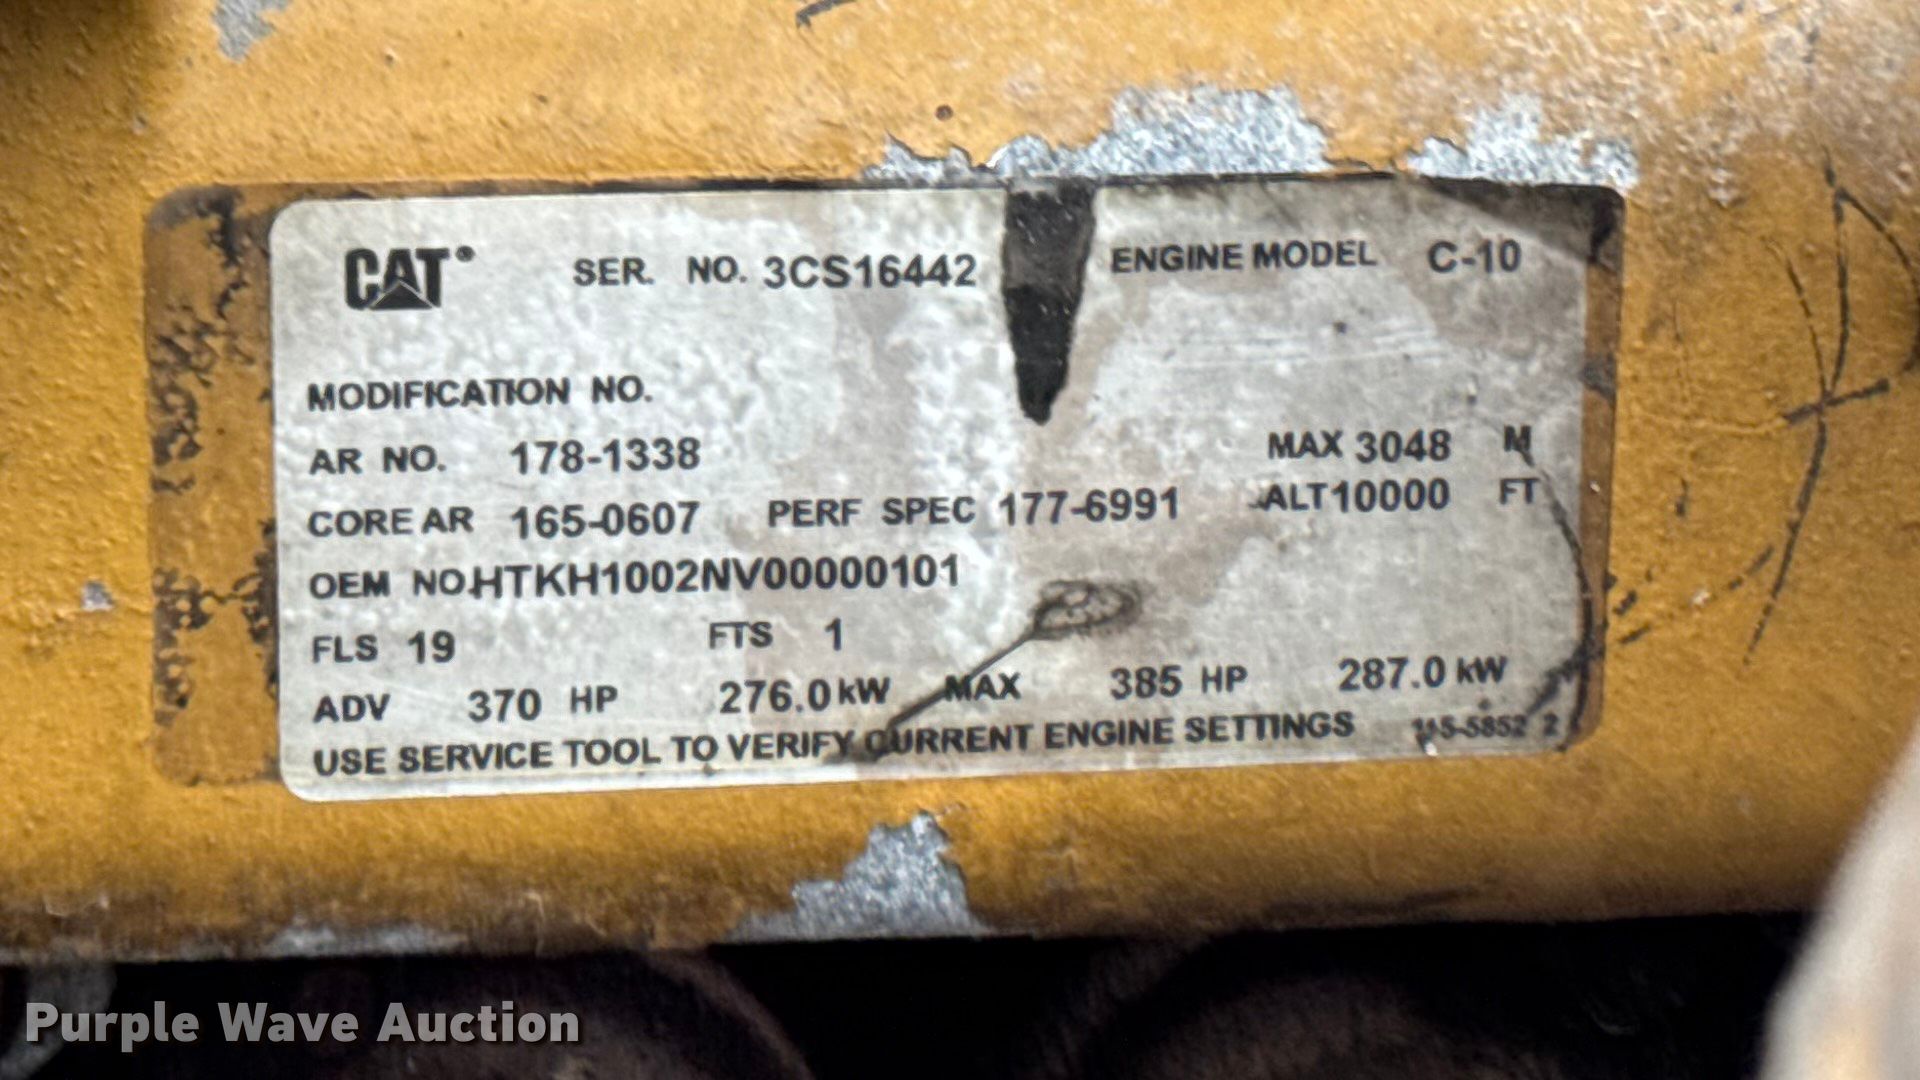 CAT® SER. NO. 3CS16442 ENGINE MODEL C-10
MODIFICATION NO.
AR NO. 178-1338 MAX 3048 M
CORE AR 165-0607 PERF SPEC 177-6991 ALT 10000 FT
OEM NO. HTKH1002NV00000101
FLS 19 FTS 1
ADV 370 HP 276.0 kW MAX 385 HP 287.0 kW
USE SERVICE TOOL TO VERIFY CURRENT ENGINE SETTINGS 115-5852 2
Purple Wave Auction